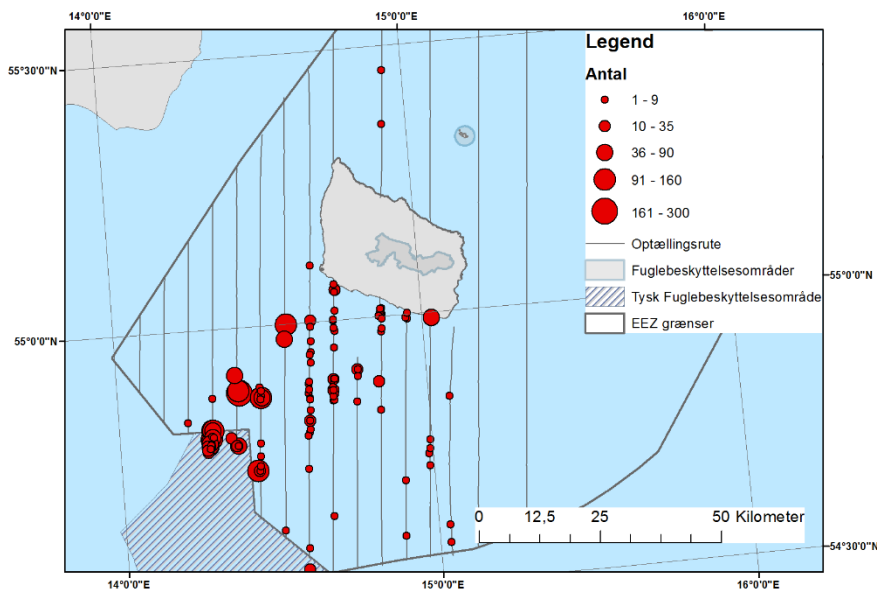 14°0'0"E
15°0'0"E
16°0'0"E
55°30'0"N
Legend
Antal
1 - 9
10 - 35
36 - 90
91 - 160
161 - 300
Optællingsrute
Fuglebeskyttelsesområder
Tysk Fuglebeskyttelsesområde
EEZ grænser
55°0'0"N
55°0'0"N
0 12,5 25 50 Kilometer
54°30'0"N
14°0'0"E
15°0'0"E
16°0'0"E